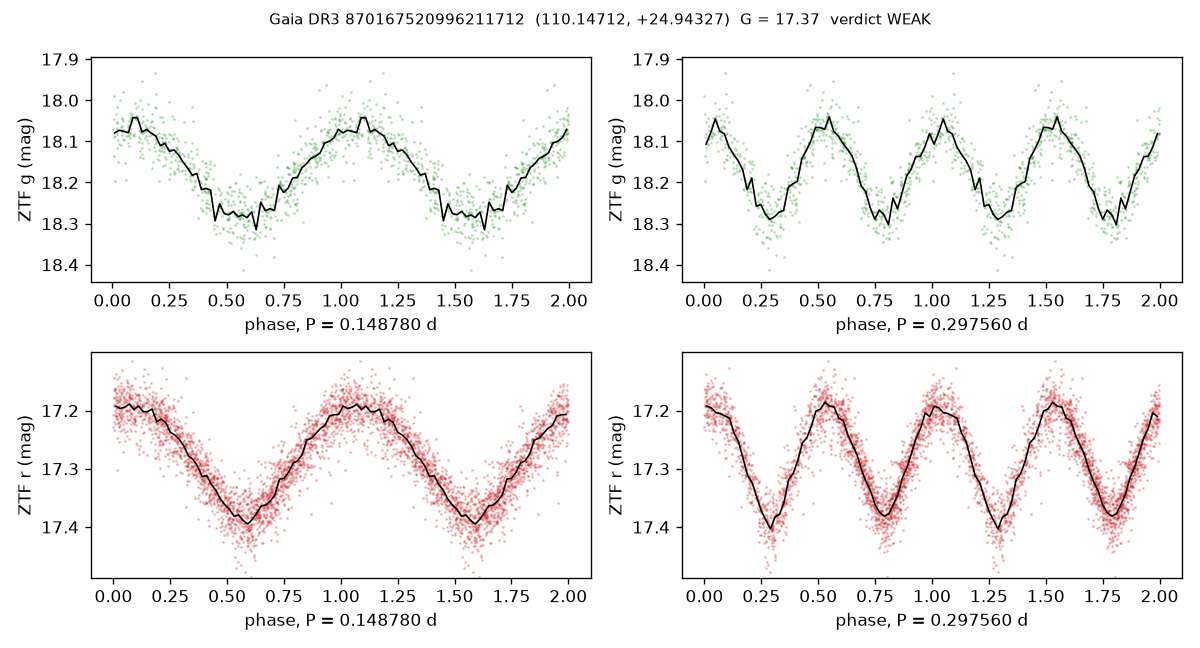 Gaia DR3 870167520996211712  (110.14712, +24.94327)  G = 17.37  verdict WEAK
17.9
18.0
18.1
18.2
18.3
18.4
ZTF g (mag)
0.00 0.25 0.50 0.75 1.00 1.25 1.50 1.75 2.00
phase, P = 0.148780 d
17.9
18.0
18.1
18.2
18.3
18.4
ZTF g (mag)
0.00 0.25 0.50 0.75 1.00 1.25 1.50 1.75 2.00
phase, P = 0.297560 d
17.2
17.3
17.4
ZTF r (mag)
0.00 0.25 0.50 0.75 1.00 1.25 1.50 1.75 2.00
phase, P = 0.148780 d
17.2
17.3
17.4
ZTF r (mag)
0.00 0.25 0.50 0.75 1.00 1.25 1.50 1.75 2.00
phase, P = 0.297560 d